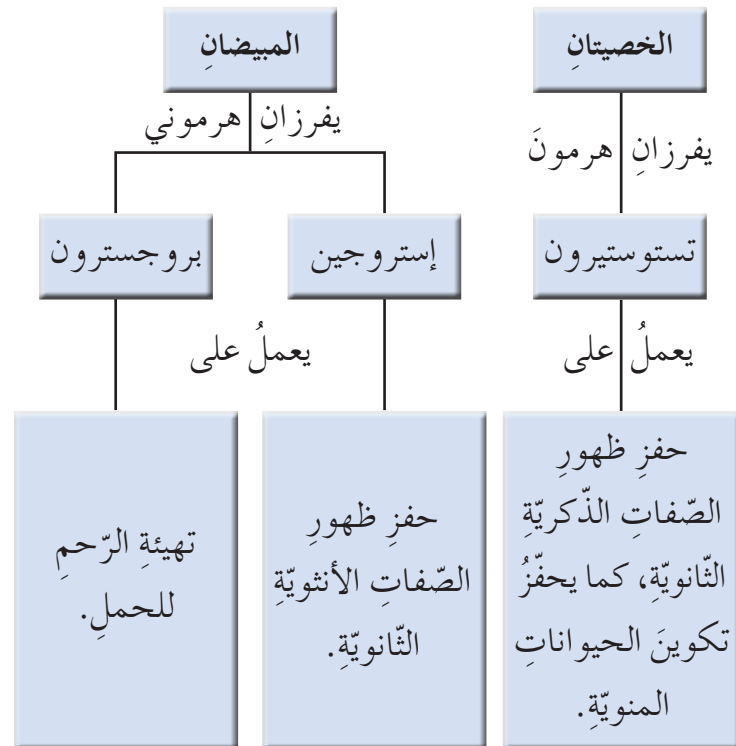 الخصيتانِ
يفرزانِ هرمونَ
تستوستيرون
يعملُ على
حفزِ ظهورِ
الصّفاتِ الذّكريّةِ
الثّانويّةِ، كما يحفّزُ
تكوينَ الحيواناتِ
المنويّةِ.
المبيضانِ
يفرزانِ هرموني
إستروجين
بروجسترون
يعملُ على
حفزِ ظهورِ
الصّفاتِ الأنثويّةِ
الثّانويّةِ.
تهيئةِ الرّحمِ
للحملِ.